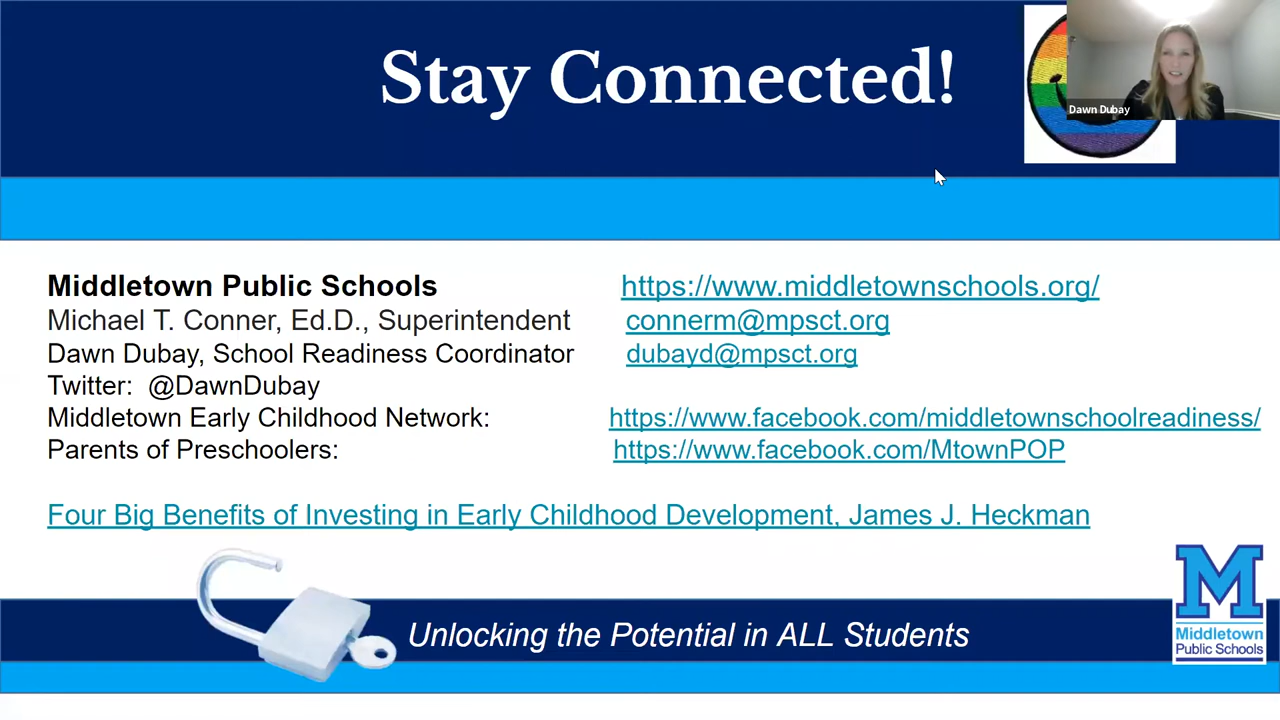 Stay Connected!
Dawn Dubay
Middletown Public Schools https://www.middletownschools.org/
Michael T. Conner, Ed.D., Superintendent connerm@mpsct.org
Dawn Dubay, School Readiness Coordinator dubayd@mpsct.org
Twitter: @DawnDubay
Middletown Early Childhood Network: https://www.facebook.com/middletownschoolreadiness/
Parents of Preschoolers: https://www.facebook.com/MtownPOP
Four Big Benefits of Investing in Early Childhood Development, James J. Heckman
Unlocking the Potential in ALL Students
M
Middletown
Public Schools